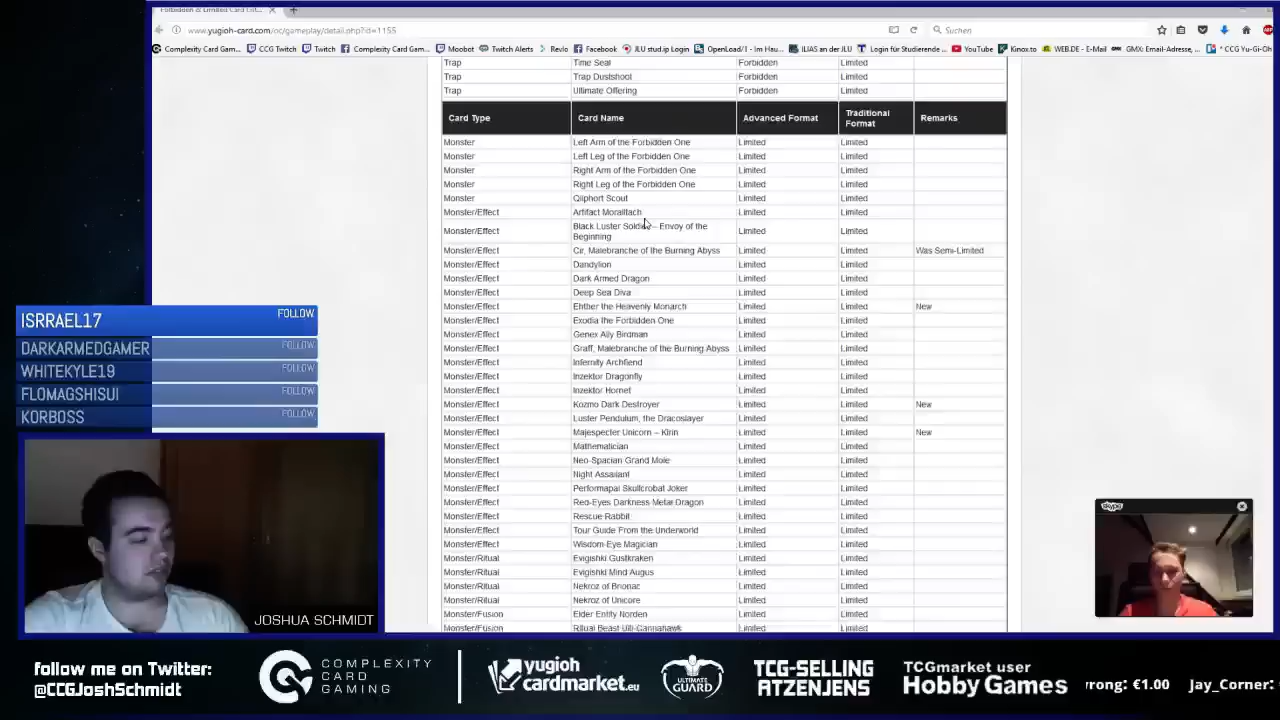 Forbidden & Limited Card List
www.yugioh-card.com/oc/gameplay/detail.php?id=1155
Suchen
Complexity Card Gam... CCG Twitch Twitch Complexity Card Gam... Moobot Twitch Alerts Revlo Facebook JLU stud.ip Login OpenLoad / - Im Hau... ILIAS an der JLU Login für Studierende... YouTube Kinox.to WEB.DE - E-Mail GMX: Email-Adresse, ... * CCG Yu-Gi-Oh
Trap Time Seal Forbidden Limited
Trap Trap Dustshoot Forbidden Limited
Trap Ultimate Offering Forbidden Limited
Card Type Card Name Advanced Format Traditional Format Remarks
Monster Left Arm of the Forbidden One Limited Limited
Monster Left Leg of the Forbidden One Limited Limited
Monster Right Arm of the Forbidden One Limited Limited
Monster Right Leg of the Forbidden One Limited Limited
Monster Qliphort Scout Limited Limited
Monster/Effect Artifact Moralltach Limited Limited
Monster/Effect Black Luster Soldier – Envoy of the Beginning Limited Limited
Monster/Effect Cir, Malebranche of the Burning Abyss Limited Limited Was Semi-Limited
Monster/Effect Dandylion Limited Limited
Monster/Effect Dark Armed Dragon Limited Limited
Monster/Effect Deep Sea Diva Limited Limited
Monster/Effect Ehther the Heavenly Monarch Limited Limited New
Monster/Effect Exodia the Forbidden One Limited Limited
Monster/Effect Genex Ally Birdman Limited Limited
Monster/Effect Graff, Malebranche of the Burning Abyss Limited Limited
Monster/Effect Infernity Archfiend Limited Limited
Monster/Effect Inzektor Dragonfly Limited Limited
Monster/Effect Inzektor Hornet Limited Limited
Monster/Effect Kozmo Dark Destroyer Limited Limited New
Monster/Effect Luster Pendulum, the Dracoslayer Limited Limited
Monster/Effect Majespecter Unicorn – Kirin Limited Limited New
Monster/Effect Mathematician Limited Limited
Monster/Effect Neo-Spacian Grand Mole Limited Limited
Monster/Effect Night Assailant Limited Limited
Monster/Effect Performapal Skullcrobat Joker Limited Limited
Monster/Effect Red-Eyes Darkness Metal Dragon Limited Limited
Monster/Effect Rescue Rabbit Limited Limited
Monster/Effect Tour Guide From the Underworld Limited Limited
Monster/Effect Wisdom-Eye Magician Limited Limited
Monster/Ritual Evigishki Gustkraken Limited Limited
Monster/Ritual Evigishki Mind Augus Limited Limited
Monster/Ritual Nekroz of Brionac Limited Limited
Monster/Ritual Nekroz of Unicore Limited Limited
Monster/Fusion Elder Entity Norden Limited Limited
Monster/Fusion Ritual Beast Ulti-Cannahawk Limited Limited
ISRRAEL17 FOLLOW
DARKARMEDGAMER FOLLOW
WHITEKYLE19 FOLLOW
FLOMAGSHISUI FOLLOW
KORBOSS FOLLOW
JOSHUA SCHMIDT
skype
follow me on Twitter:
@CCGJoshSchmidt
COMPLEXITY
CARD
GAMING
yugioh
cardmarket.eu
ULTIMATE
GUARD
TCG-SELLING
ATZENJENS
TCGmarket user
Hobby Games
rong: €1.00 Jay_Corner: